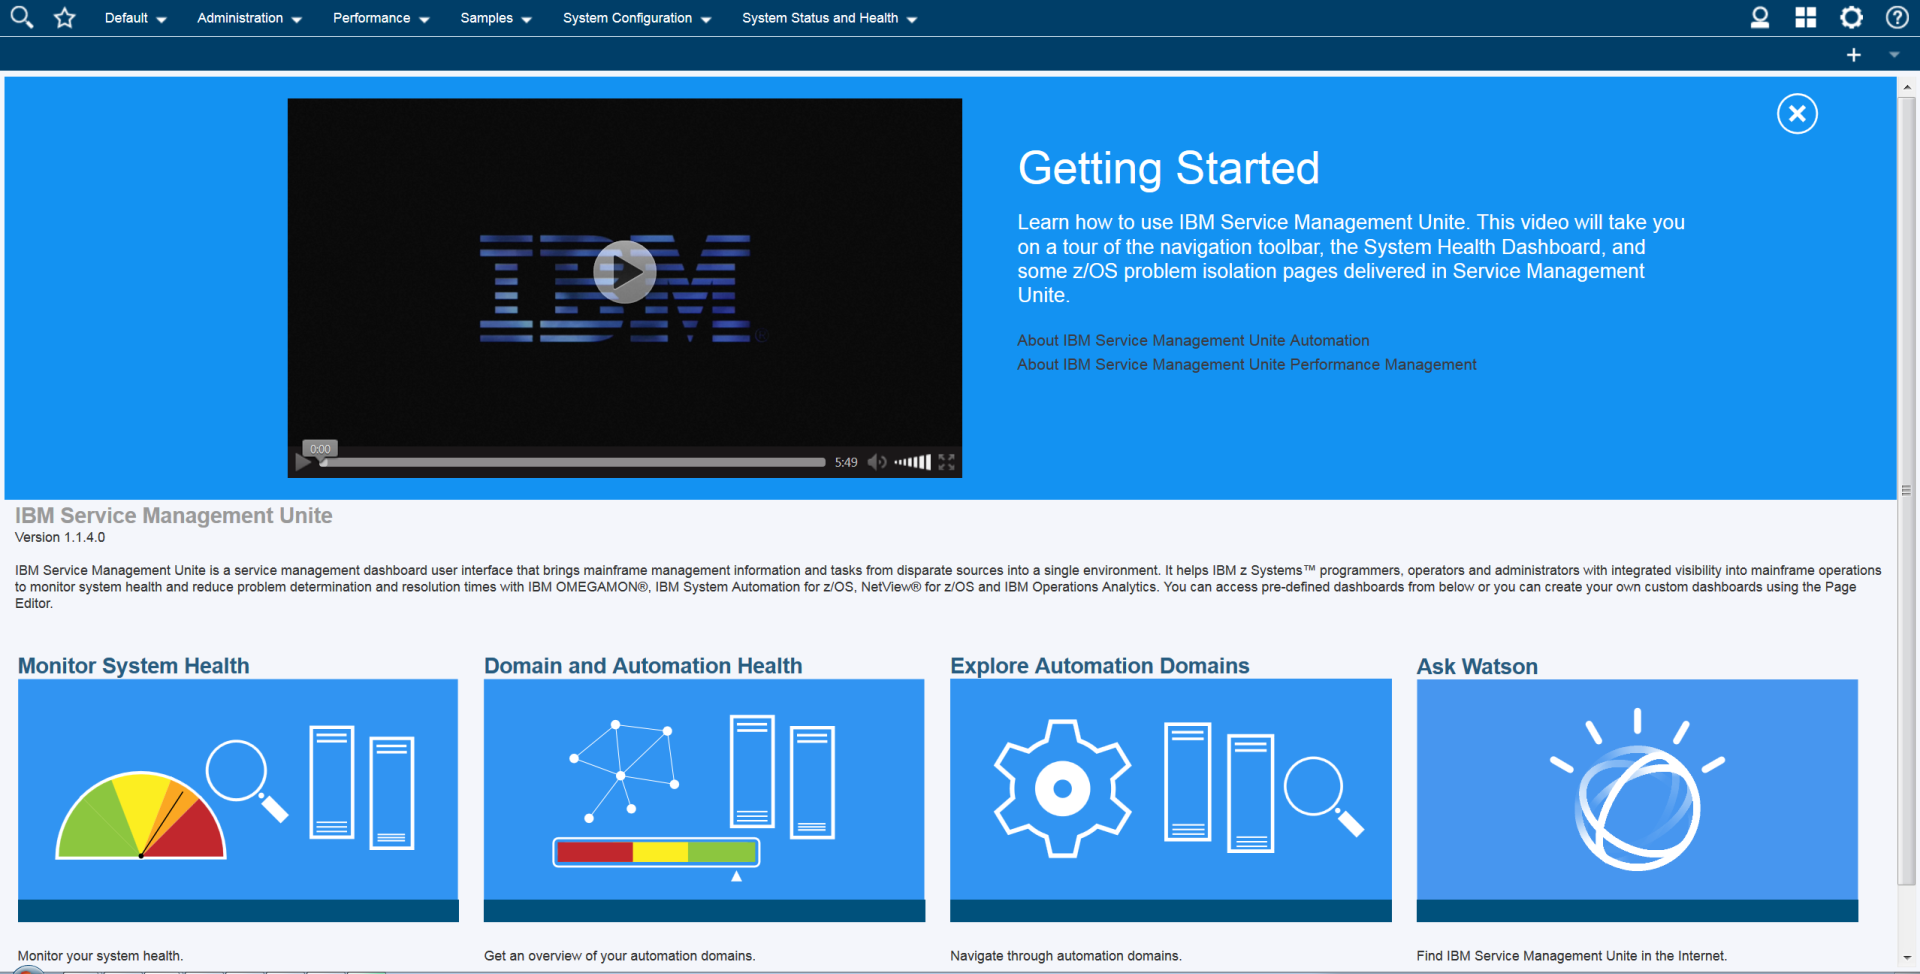 Default
Administration
Performance
Samples
System Configuration
System Status and Health
IBM
®
0:00
5:49
Getting Started
Learn how to use IBM Service Management Unite. This video will take you
on a tour of the navigation toolbar, the System Health Dashboard, and
some z/OS problem isolation pages delivered in Service Management
Unite.
About IBM Service Management Unite Automation
About IBM Service Management Unite Performance Management
IBM Service Management Unite
Version 1.1.4.0
IBM Service Management Unite is a service management dashboard user interface that brings mainframe management information and tasks from disparate sources into a single environment. It helps IBM z Systems™ programmers, operators and administrators with integrated visibility into mainframe operations
to monitor system health and reduce problem determination and resolution times with IBM OMEGAMON®, IBM System Automation for z/OS, NetView® for z/OS and IBM Operations Analytics. You can access pre-defined dashboards from below or you can create your own custom dashboards using the Page
Editor.
Monitor System Health
Domain and Automation Health
Explore Automation Domains
Ask Watson
Monitor your system health.
Get an overview of your automation domains.
Navigate through automation domains.
Find IBM Service Management Unite in the Internet.